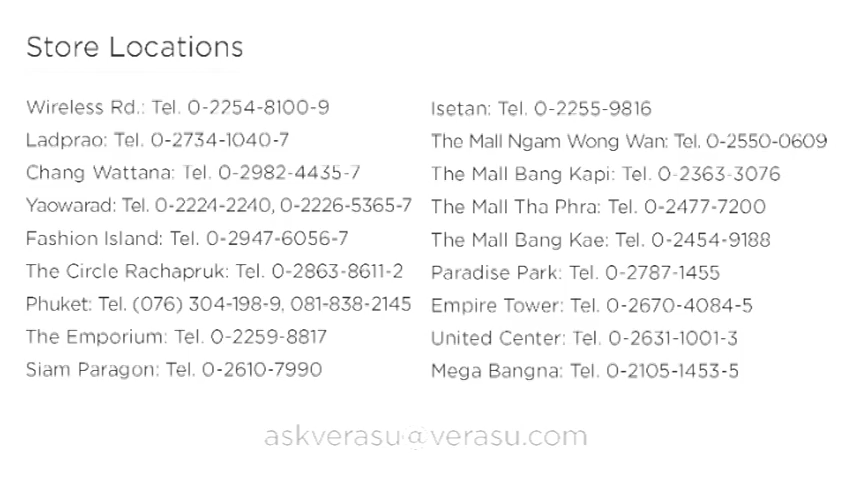 Store Locations
Wireless Rd.: Tel. 0-2254-8100-9
Ladprao: Tel. 0-2734-1040-7
Chang Wattana: Tel. 0-2982-4435-7
Yaowarad: Tel. 0-2224-2240, 0-2226-5365-7
Fashion Island: Tel. 0-2947-6056-7
The Circle Rachapruk: Tel. 0-2863-8611-2
Phuket: Tel. (076) 304-198-9, 081-838-2145
The Emporium: Tel. 0-2259-8817
Siam Paragon: Tel. 0-2610-7990
Isetan: Tel. 0-2255-9816
The Mall Ngam Wong Wan: Tel. 0-2550-0609
The Mall Bang Kapi: Tel. 0-2363-3076
The Mall Tha Phra: Tel. 0-2477-7200
The Mall Bang Kae: Tel. 0-2454-9188
Paradise Park: Tel. 0-2787-1455
Empire Tower: Tel. 0-2670-4084-5
United Center: Tel. 0-2631-1001-3
Mega Bangna: Tel. 0-2105-1453-5
askverasu@verasu.com